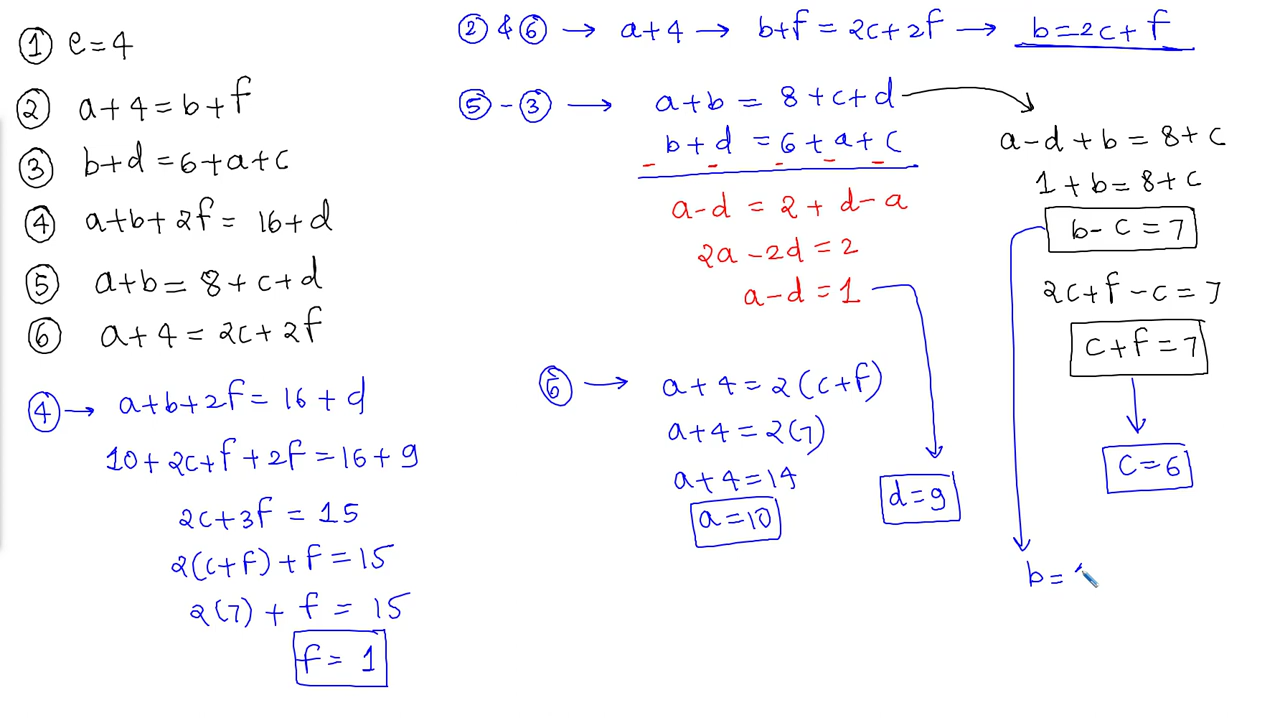 ① e=4
② a+4=b+f
③ b+d=6+a+c
④ a+b+2f=16+d
⑤ a+b=8+c+d
⑥ a+4=2c+2f
④ → a+b+2f=16+d
10+2c+f+2f=16+9
2c+3f=15
2(c+f)+f=15
2(7)+f=15
f=1
② & ⑥ → a+4 → b+f=2c+2f → b=2c+f
⑤-③ → a+b=8+c+d
b+d=6+a+c
- - - - -
a-d=2+d-a
2a-2d=2
a-d=1
⑥ → a+4=2(c+f)
a+4=2(7)
a+4=14
a=10
d=9
a-d+b=8+c
1+b=8+c
b-c=7
2c+f-c=7
c+f=7
c=6
b=